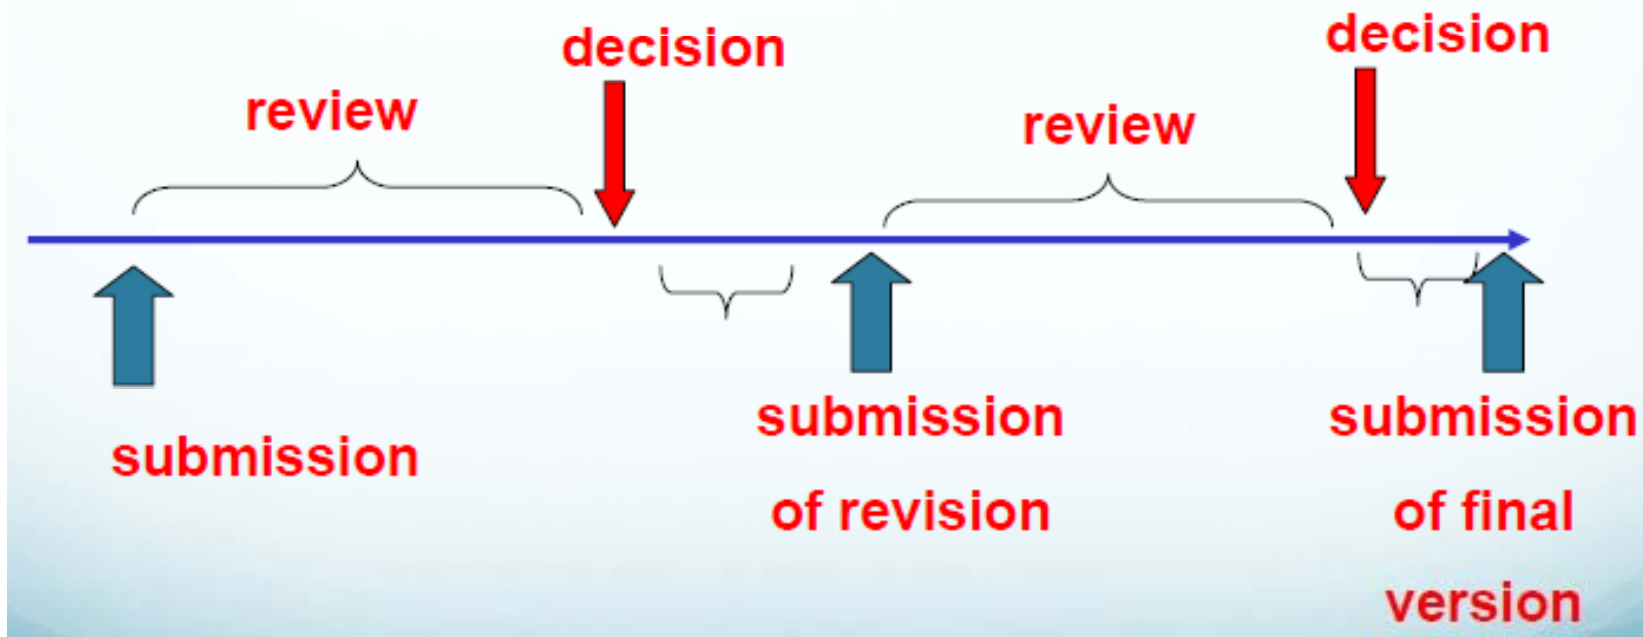 decision
decision
review
review
submission
submission
of revision
submission
of final
version